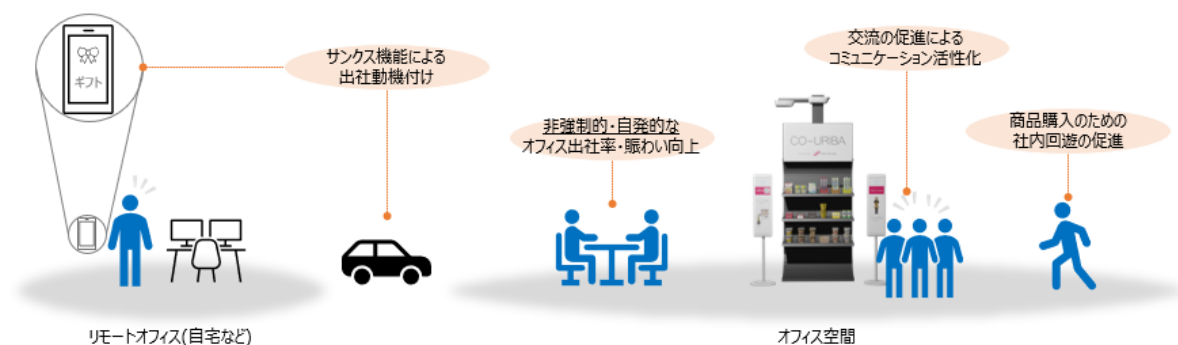 ギフト
サンクス機能による
出社動機付け
非強制的・自発的な
オフィス出社率・賑わい向上
交流の促進による
コミュニケーション活性化
商品購入のための
社内回遊の促進
CO-URIBA
リモートオフィス(自宅など)
オフィス空間